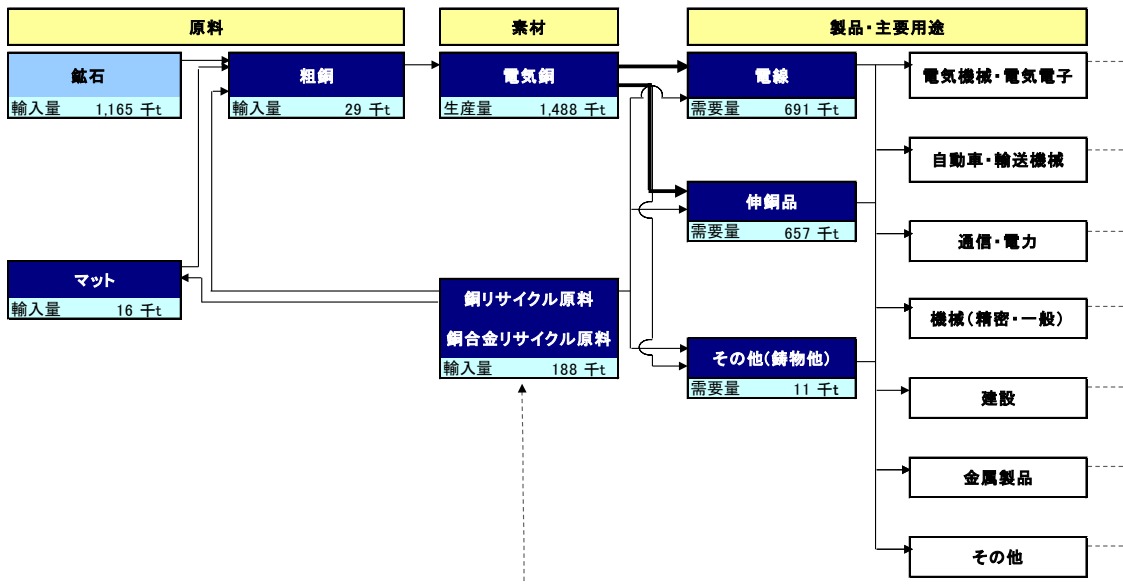 原料
素材
製品・主要用途
鉱石
輸入量 1,165 千t
粗銅
輸入量 29 千t
電気銅
生産量 1,488 千t
電線
需要量 691 千t
電気機械・電気電子
自動車・輸送機械
伸銅品
需要量 657 千t
通信・電力
マット
輸入量 16 千t
銅リサイクル原料
銅合金リサイクル原料
輸入量 188 千t
機械(精密・一般)
その他(鋳物他)
需要量 11 千t
建設
金属製品
その他